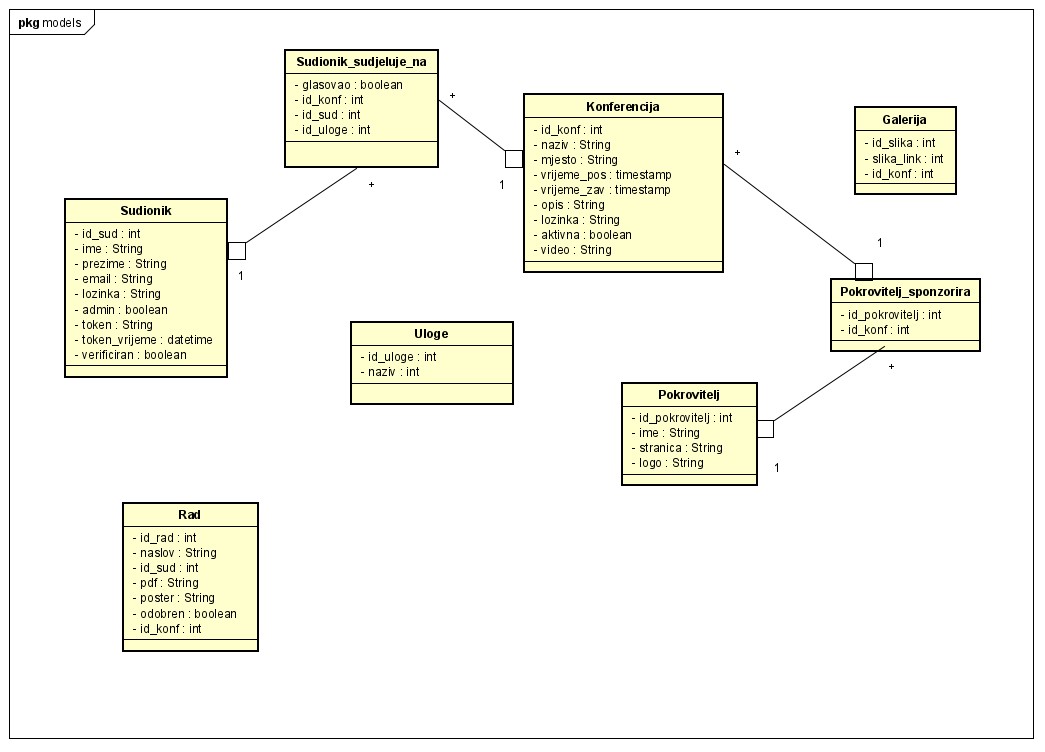 pkg models
Sudionik_sudjeluje_na
- glasovao : boolean
- id_konf : int
- id_sud : int
- id_uloge : int
+
1
+
Konferencija
- id_konf : int
- naziv : String
- mjesto : String
- vrijeme_pos : timestamp
- vrijeme_zav : timestamp
- opis : String
- lozinka : String
- aktivna : boolean
- video : String
+
1
Galerija
- id_slika : int
- slika_link : int
- id_konf : int
Sudionik
- id_sud : int
- ime : String
- prezime : String
- email : String
- lozinka : String
- admin : boolean
- token : String
- token_vrijeme : datetime
- verificiran : boolean
1
Pokrovitelj_sponzorira
- id_pokrovitelj : int
- id_konf : int
+
Uloge
- id_uloge : int
- naziv : int
Pokrovitelj
- id_pokrovitelj : int
- ime : String
- stranica : String
- logo : String
1
Rad
- id_rad : int
- naslov : String
- id_sud : int
- pdf : String
- poster : String
- odobren : boolean
- id_konf : int